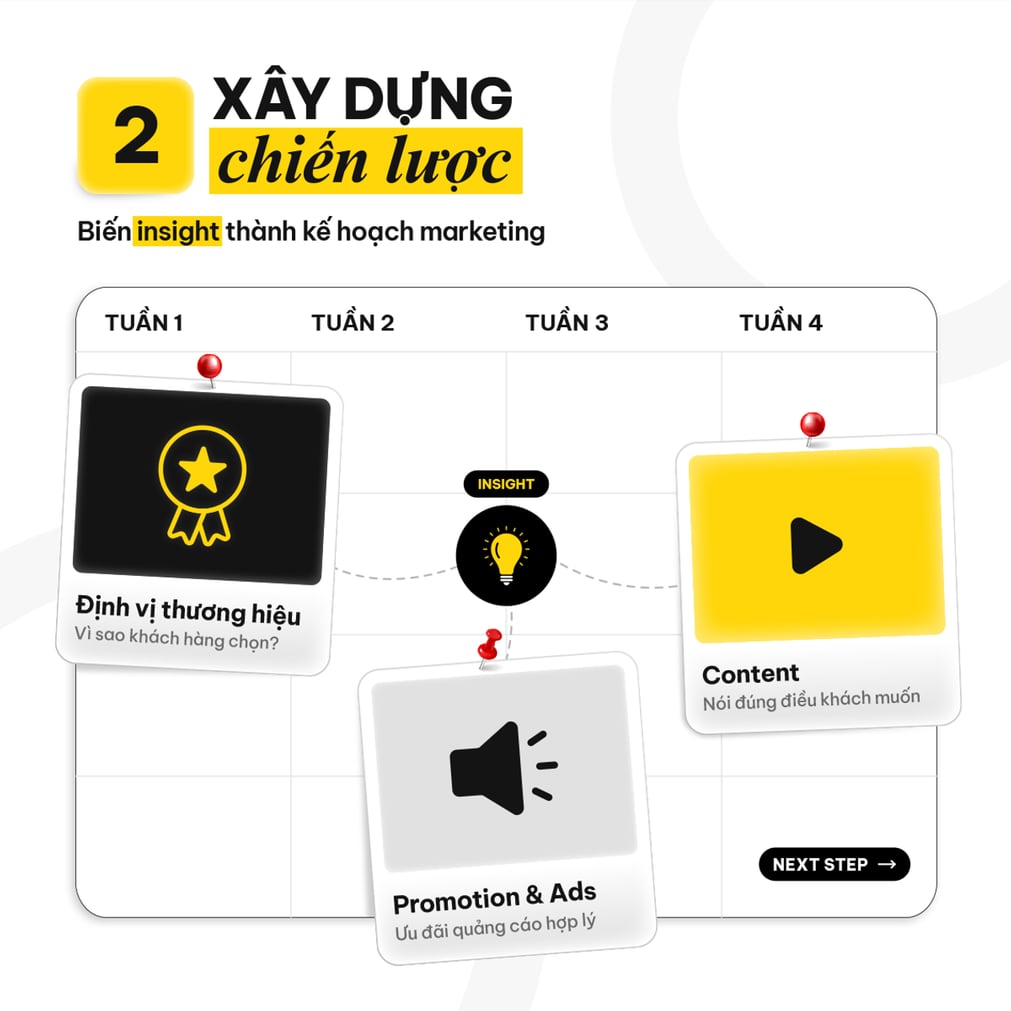 2
XÂY DỰNG
chiến lược
Biến insight thành kế hoạch marketing
TUẦN 1
TUẦN 2
TUẦN 3
TUẦN 4
INSIGHT
Định vị thương hiệu
Vì sao khách hàng chọn?
Content
Nói đúng điều khách muốn
Promotion & Ads
Ưu đãi quảng cáo hợp lý
NEXT STEP →